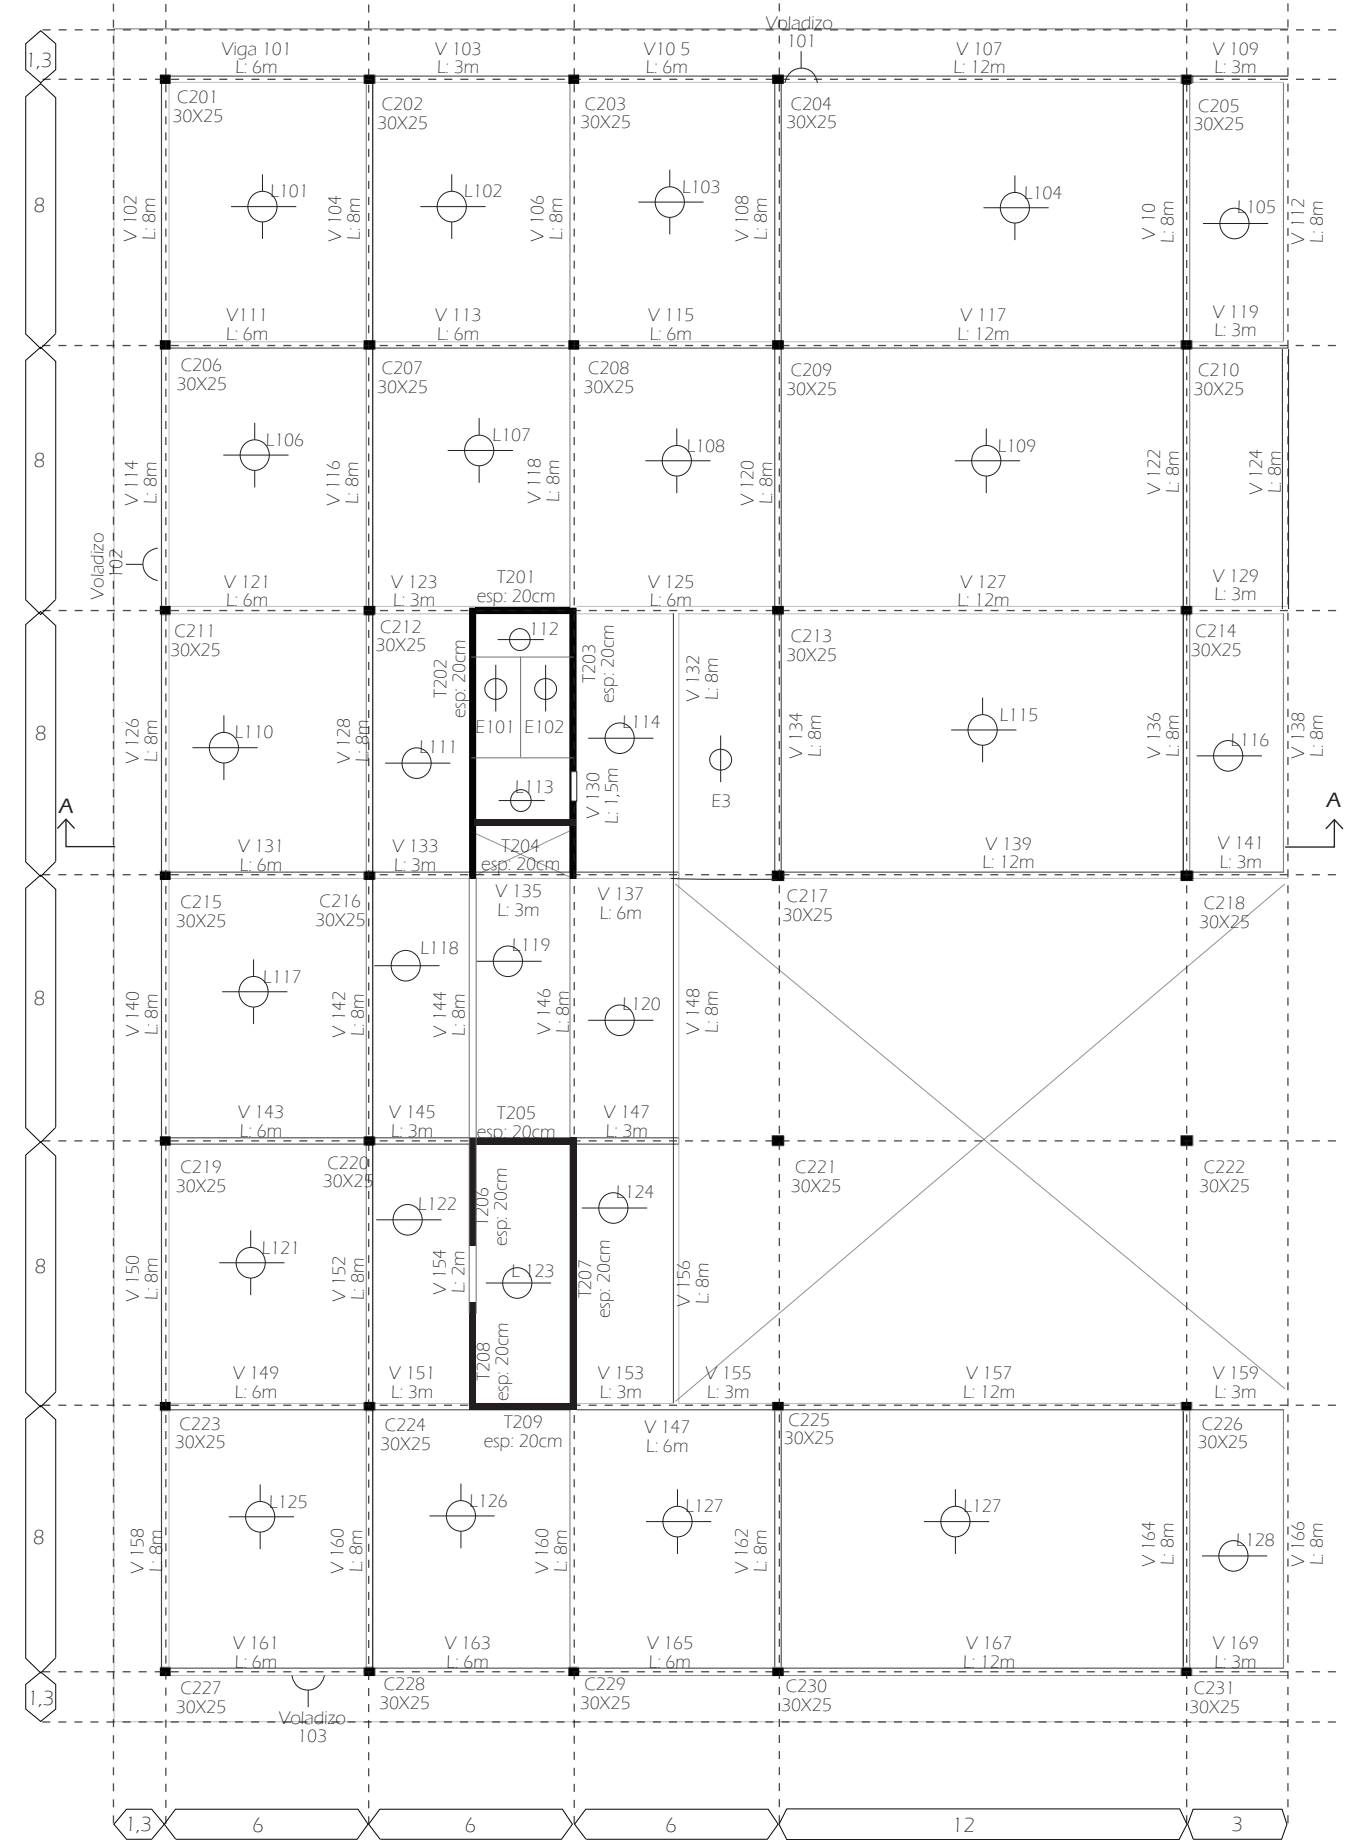 Voladizo
101
Viga 101
L: 6m
V 103
L: 3m
V10 5
L: 6m
V 107
L: 12m
V 109
L: 3m
1,3
C201
30X25
C202
30X25
C203
30X25
C204
30X25
C205
30X25
8
V 102
L: 8m
L101
V 104
L: 8m
L102
V 106
L: 8m
L103
V 108
L: 8m
L104
V 10
L: 8m
L105
V 112
L: 8m
V111
L: 6m
V 113
L: 6m
V 115
L: 6m
V 117
L: 12m
V 119
L: 3m
C206
30X25
C207
30X25
C208
30X25
C209
30X25
C210
30X25
8
V 114
L: 8m
L106
V 116
L: 8m
L107
V 118
L: 8m
L108
V 120
L: 8m
L109
V 122
L: 8m
V 124
L: 8m
Voladizo
102
V 121
L: 6m
V 123
L: 3m
T201
esp: 20cm
V 125
L: 6m
V 127
L: 12m
V 129
L: 3m
C211
30X25
C212
30X25
C213
30X25
C214
30X25
112
T202
esp: 20cm
T203
esp: 20cm
V 132
L: 8m
E101
E102
8
V 126
L: 8m
L110
V 128
L: 8m
L111
L113
L114
V 130
L: 1,5m
E3
V 134
L: 8m
L115
V 136
L: 8m
L116
V 138
L: 8m
A
A
V 131
L: 6m
V 133
L: 3m
T204
esp: 20cm
V 139
L: 12m
V 141
L: 3m
C215
30X25
C216
30X25
V 135
L: 3m
V 137
L: 6m
C217
30X25
C218
30X25
8
V 140
L: 8m
L117
V 142
L: 8m
L118
V 144
L: 8m
L119
V 146
L: 8m
L120
V 148
L: 8m
V 143
L: 6m
V 145
L: 3m
T205
esp: 20cm
V 147
L: 3m
C219
30X25
C220
30X25
C221
30X25
C222
30X25
8
V 150
L: 8m
L121
V 152
L: 8m
L122
T206
esp: 20cm
V 154
L: 2m
L 123
L124
T207
esp: 20cm
V 156
L: 8m
T208
esp: 20cm
V 149
L: 6m
V 151
L: 3m
V 153
L: 3m
V 155
L: 3m
V 157
L: 12m
V 159
L: 3m
C223
30X25
C224
30X25
T209
esp: 20cm
V 147
L: 6m
C225
30X25
C226
30X25
8
V 158
L: 8m
L125
V 160
L: 8m
L126
V 160
L: 8m
L127
V 162
L: 8m
L127
V 164
L: 8m
L128
V 166
L: 8m
V 161
L: 6m
V 163
L: 6m
V 165
L: 6m
V 167
L: 12m
V 169
L: 3m
1,3
C227
30X25
C228
30X25
C229
30X25
C230
30X25
C231
30X25
Voladizo
103
1,3
6
6
6
12
3